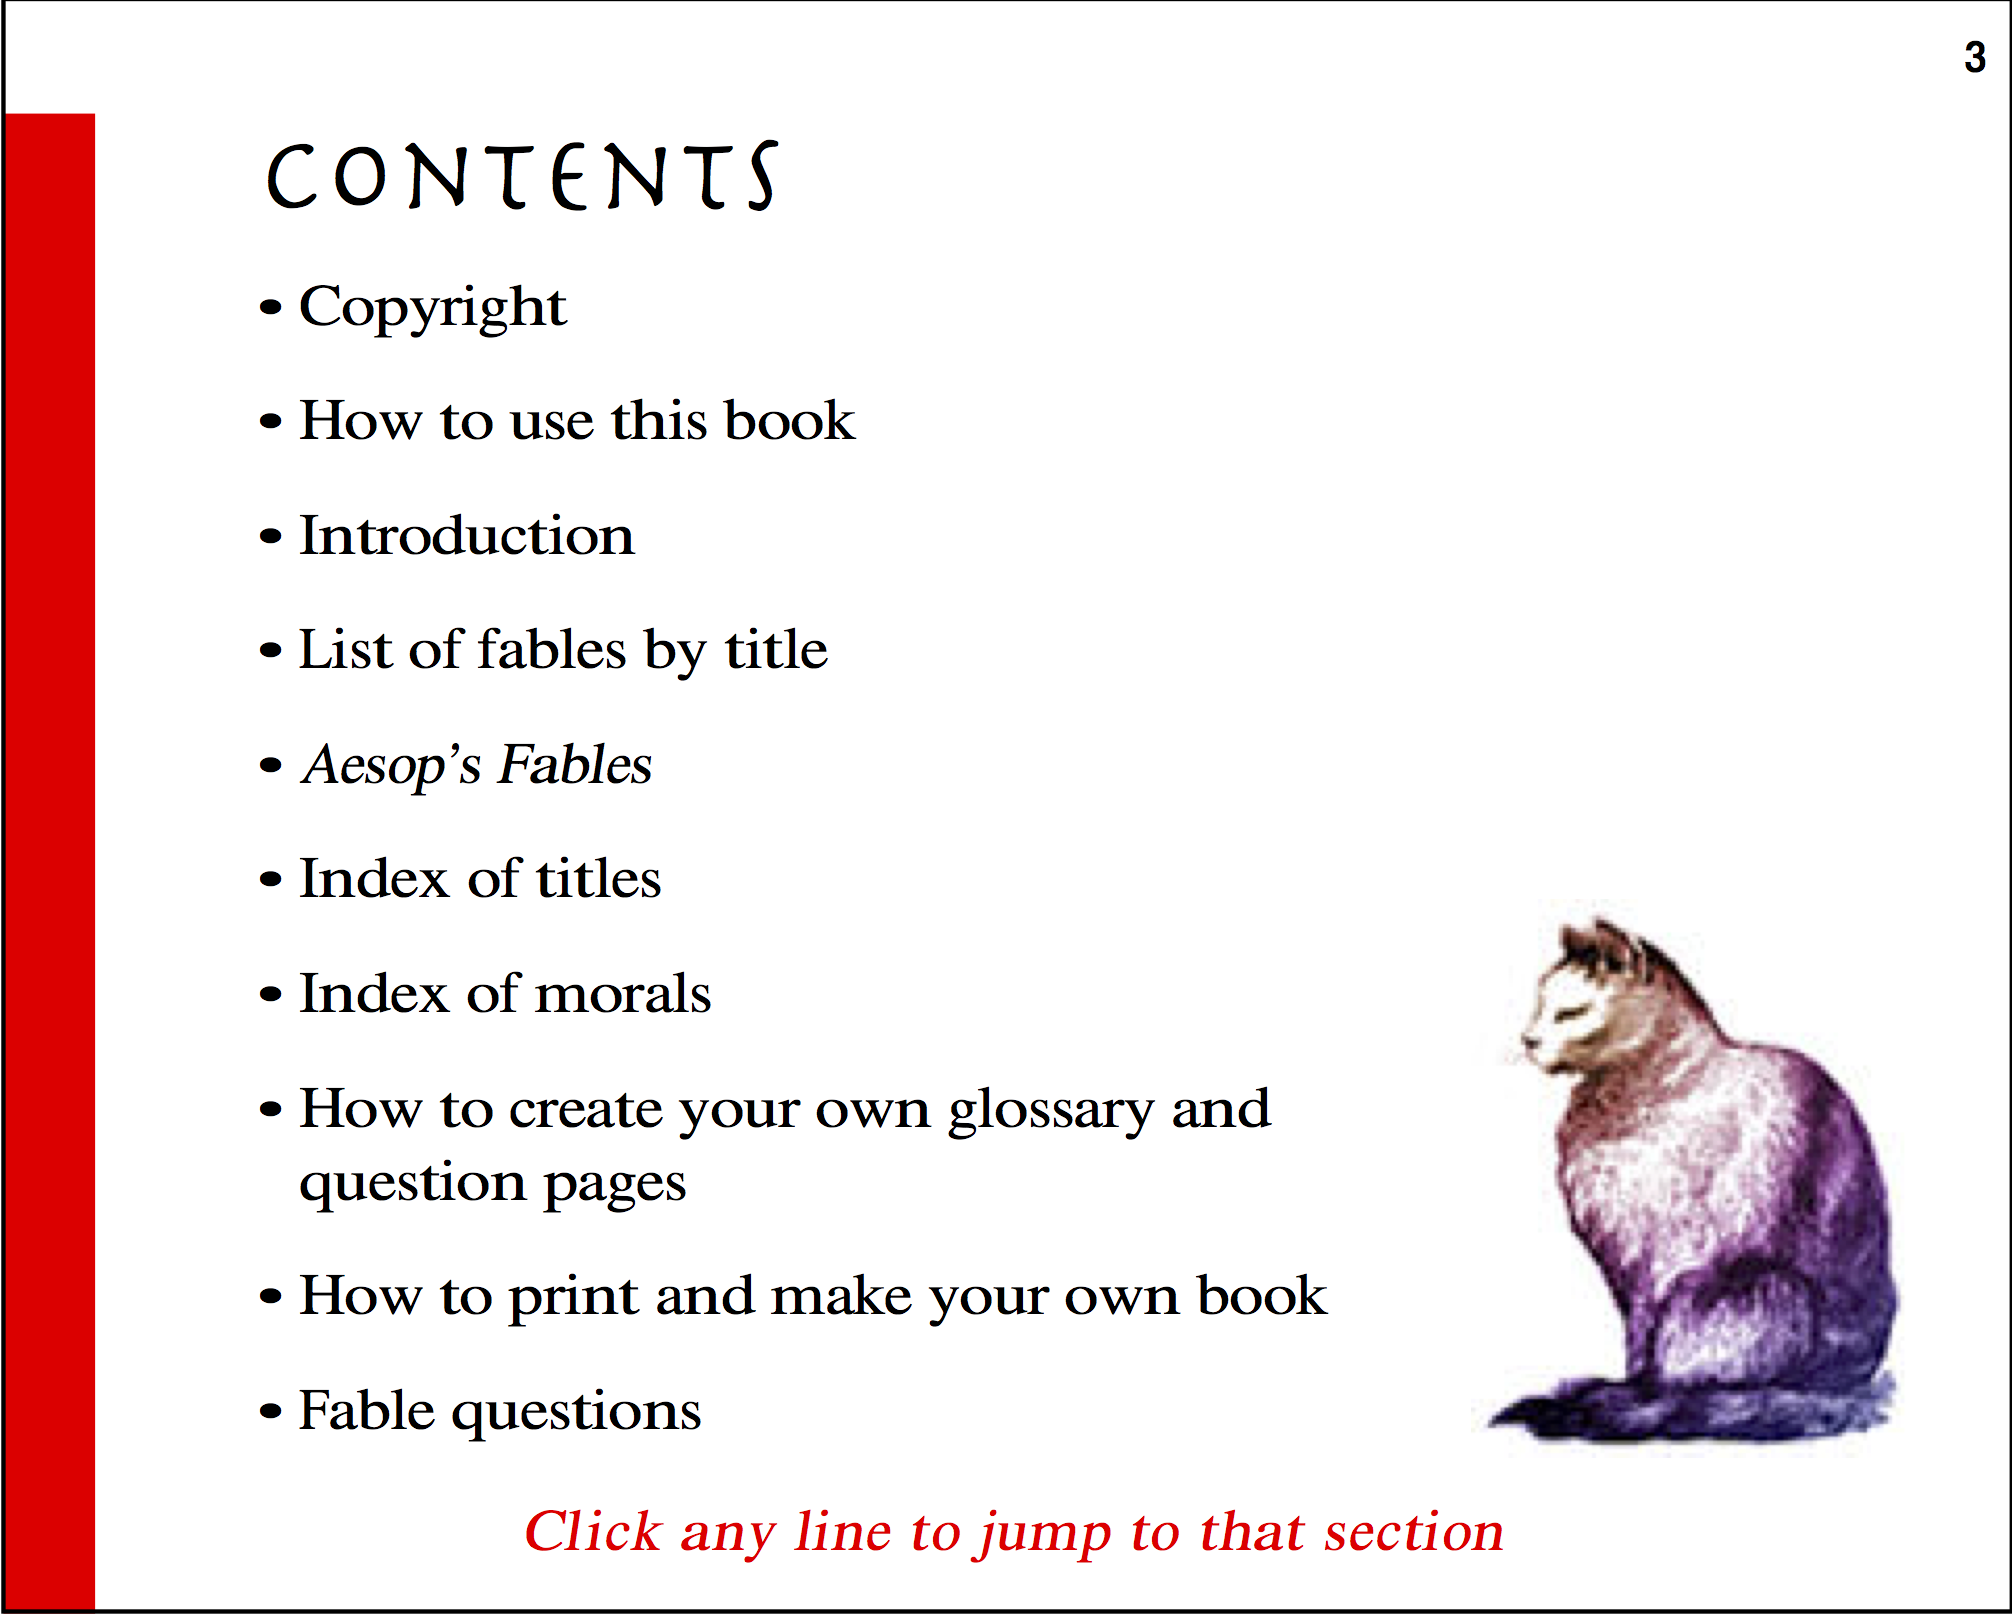 3
CONTENTS
• Copyright
• How to use this book
• Introduction
• List of fables by title
• Aesop’s Fables
• Index of titles
• Index of morals
• How to create your own glossary and
question pages
• How to print and make your own book
• Fable questions
Click any line to jump to that section